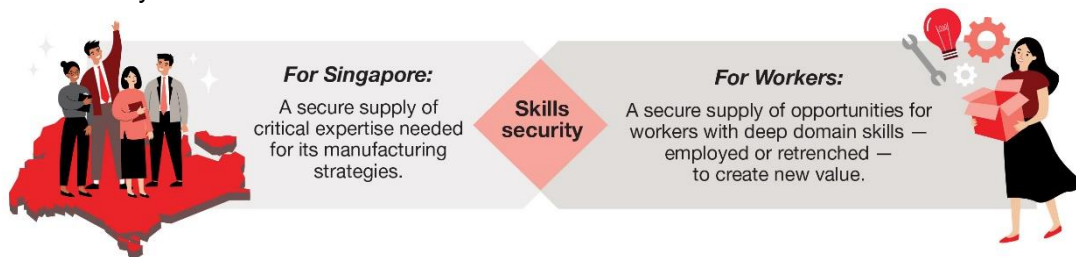 For Singapore:
A secure supply of
critical expertise needed
for its manufacturing
strategies.
Skills
security
For Workers:
A secure supply of opportunities for
workers with deep domain skills —
employed or retrenched —
to create new value.